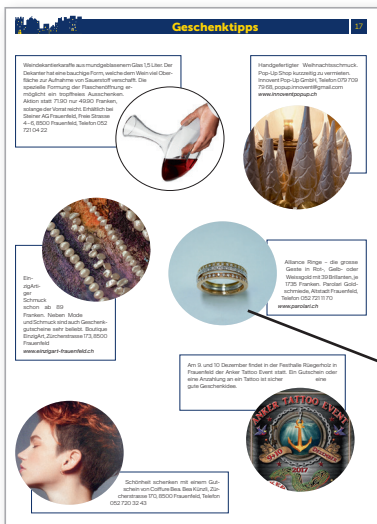 Geschenktipps
17
Weindekantierkaraffe aus mundgeblasenem Glas 1,5 Liter. Der
Dekanter hat eine bauchige Form, welche dem Wein viel Ober-
fläche zur Aufnahme von Sauerstoff verschafft. Die
spezielle Formung der Flaschenöffnung er-
möglicht ein tropffreies Ausschenken.
Aktion statt 71.90 nur 49.90 Franken,
solange der Vorrat reicht. Erhältlich bei
Steiner AG Frauenfeld, Freie Strasse
4–6, 8500 Frauenfeld, Telefon 052
721 04 22
Handgefertigter Weihnachtsschmuck.
Pop-Up Shop kurzzeitig zu vermieten.
Innovent Pop-Up GmbH, Telefon 079 709
79 68, popup.innovent@gmail.com
www.innoventpopup.ch
Ein-
zigArti-
ger
Schmuck
schon ab 89
Franken. Neben Mode
und Schmuck sind auch Geschenk-
gutscheine sehr beliebt. Boutique
EinzigArt, Zürcherstrasse 173, 8500
Frauenfeld
www.einzigart-frauenfeld.ch
Alliance Ringe – die grosse
Geste in Rot-, Gelb- oder
Weissgold mit 39 Brillanten, je
1735 Franken. Parolari Gold-
schmiede, Altstadt Frauenfeld,
Telefon 052 721 11 70
www.parolari.ch
Am 9. und 10 Dezember findet in der Festhalle Rüegerholz in
Frauenfeld der Anker Tattoo Event statt. Ein Gutschein oder
eine Anzahlung an ein Tattoo ist sicher eine
gute Geschenkidee.
ANKER TATTOO EVENT
9+10 DEZEMBER
2017
Schönheit schenken mit einem Gut-
schein von Coiffure Bea. Bea Künzli, Zür-
cherstrasse 170, 8500 Frauenfeld, Telefon
052 720 32 43